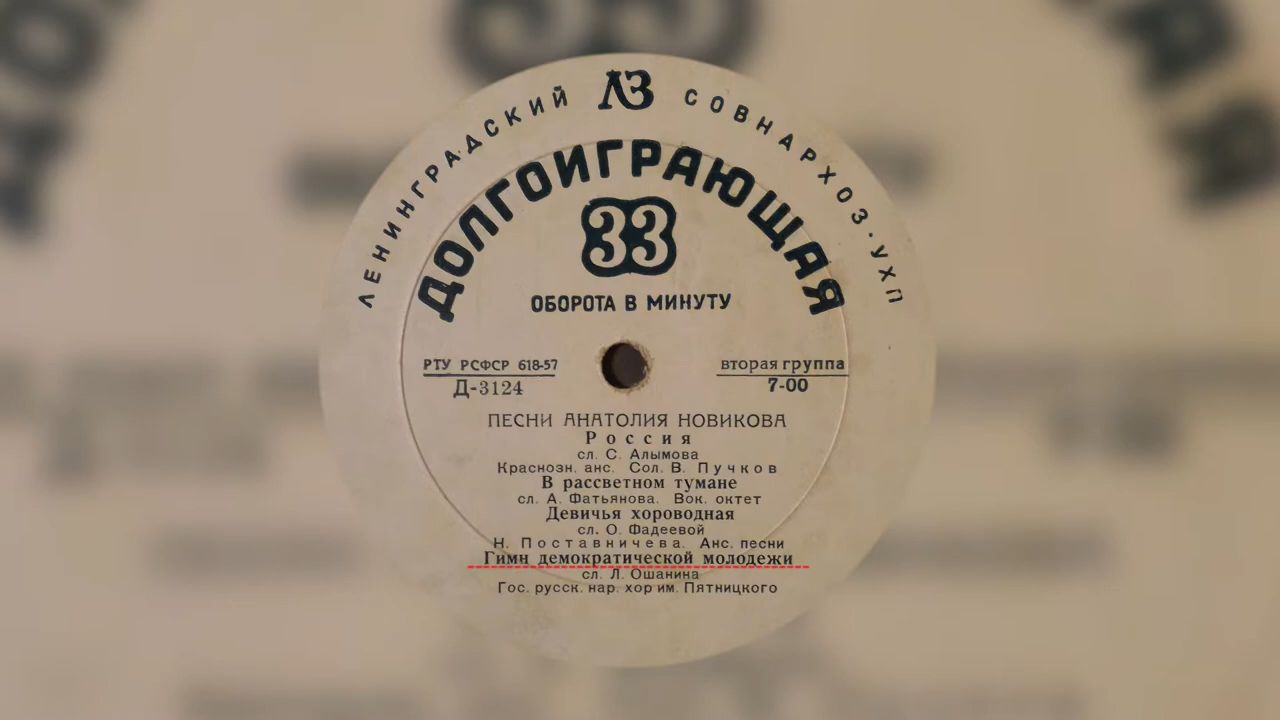 ЛЕНИНГРАДСКИЙ ЛЗ СОВНАРХОЗ·УХП
ДОЛГОИГРАЮЩАЯ
33
ОБОРОТА В МИНУТУ
РТУ РСФСР 618-57
Д-3124
вторая группа
7-00
ПЕСНИ АНАТОЛИЯ НОВИКОВА
Россия
сл. С. Алымова
Краснозн. анс. Сол. В. Пучков
В рассветном тумане
сл. А. Фатьянова. Вок. октет
Девичья хороводная
сл. О. Фадеевой
Н. Поставничева. Анс. песни
Гимн демократической молодежи
сл. Л. Ошанина
Гос. русск. нар. хор им. Пятницкого